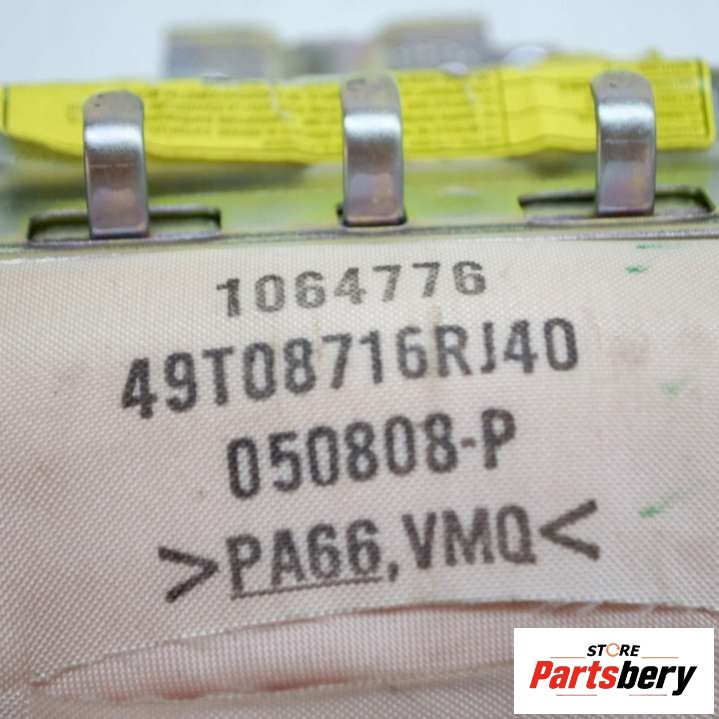 1064776
49T08716RJ40
050808-P
>PA66,VMQ<
STORE
Partsbery